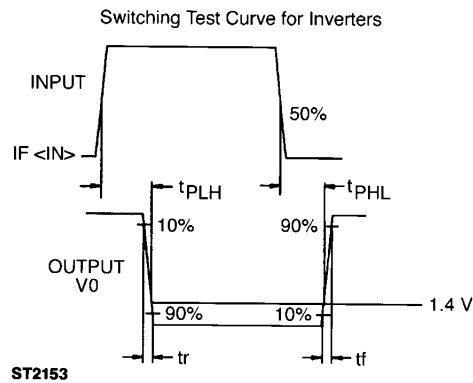 Switching Test Curve for Inverters
INPUT
50%
IF <IN>
tPLH
tPHL
10%
90%
OUTPUT
V0
1.4 V
90%
10%
tr
tf
ST2153